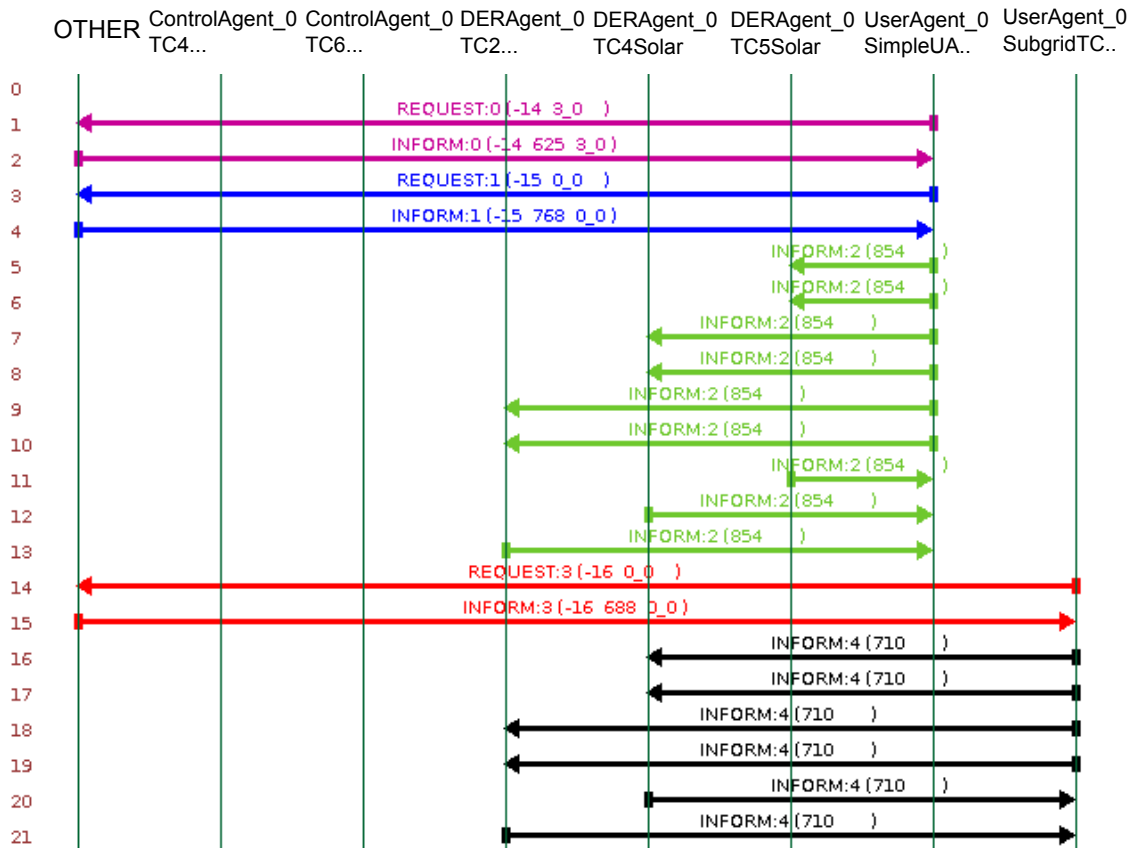 OTHER ControlAgent_0 ControlAgent_0 DERAgent_0 DERAgent_0 DERAgent_0 UserAgent_0 UserAgent_0
TC4... TC6... TC2... TC4Solar TC5Solar SimpleUA.. SubgridTC..
0
REQUEST:0 (-14 3_0 )
1
INFORM:0 (-14 625 3_0)
2
REQUEST:1 (-15 0_0 )
3
INFORM:1 (-15 768 0_0)
4
INFORM:2 (854 )
5
INFORM:2 (854 )
6
INFORM:2 (854 )
7
INFORM:2 (854 )
8
INFORM:2 (854 )
9
INFORM:2 (854 )
10
INFORM:2 (854 )
11
INFORM:2 (854 )
12
INFORM:2 (854 )
13
REQUEST:3 (-16 0_0 )
14
INFORM:3 (-16 688 0_0)
15
INFORM:4 (710 )
16
INFORM:4 (710 )
17
INFORM:4 (710 )
18
INFORM:4 (710 )
19
INFORM:4 (710 )
20
INFORM:4 (710 )
21